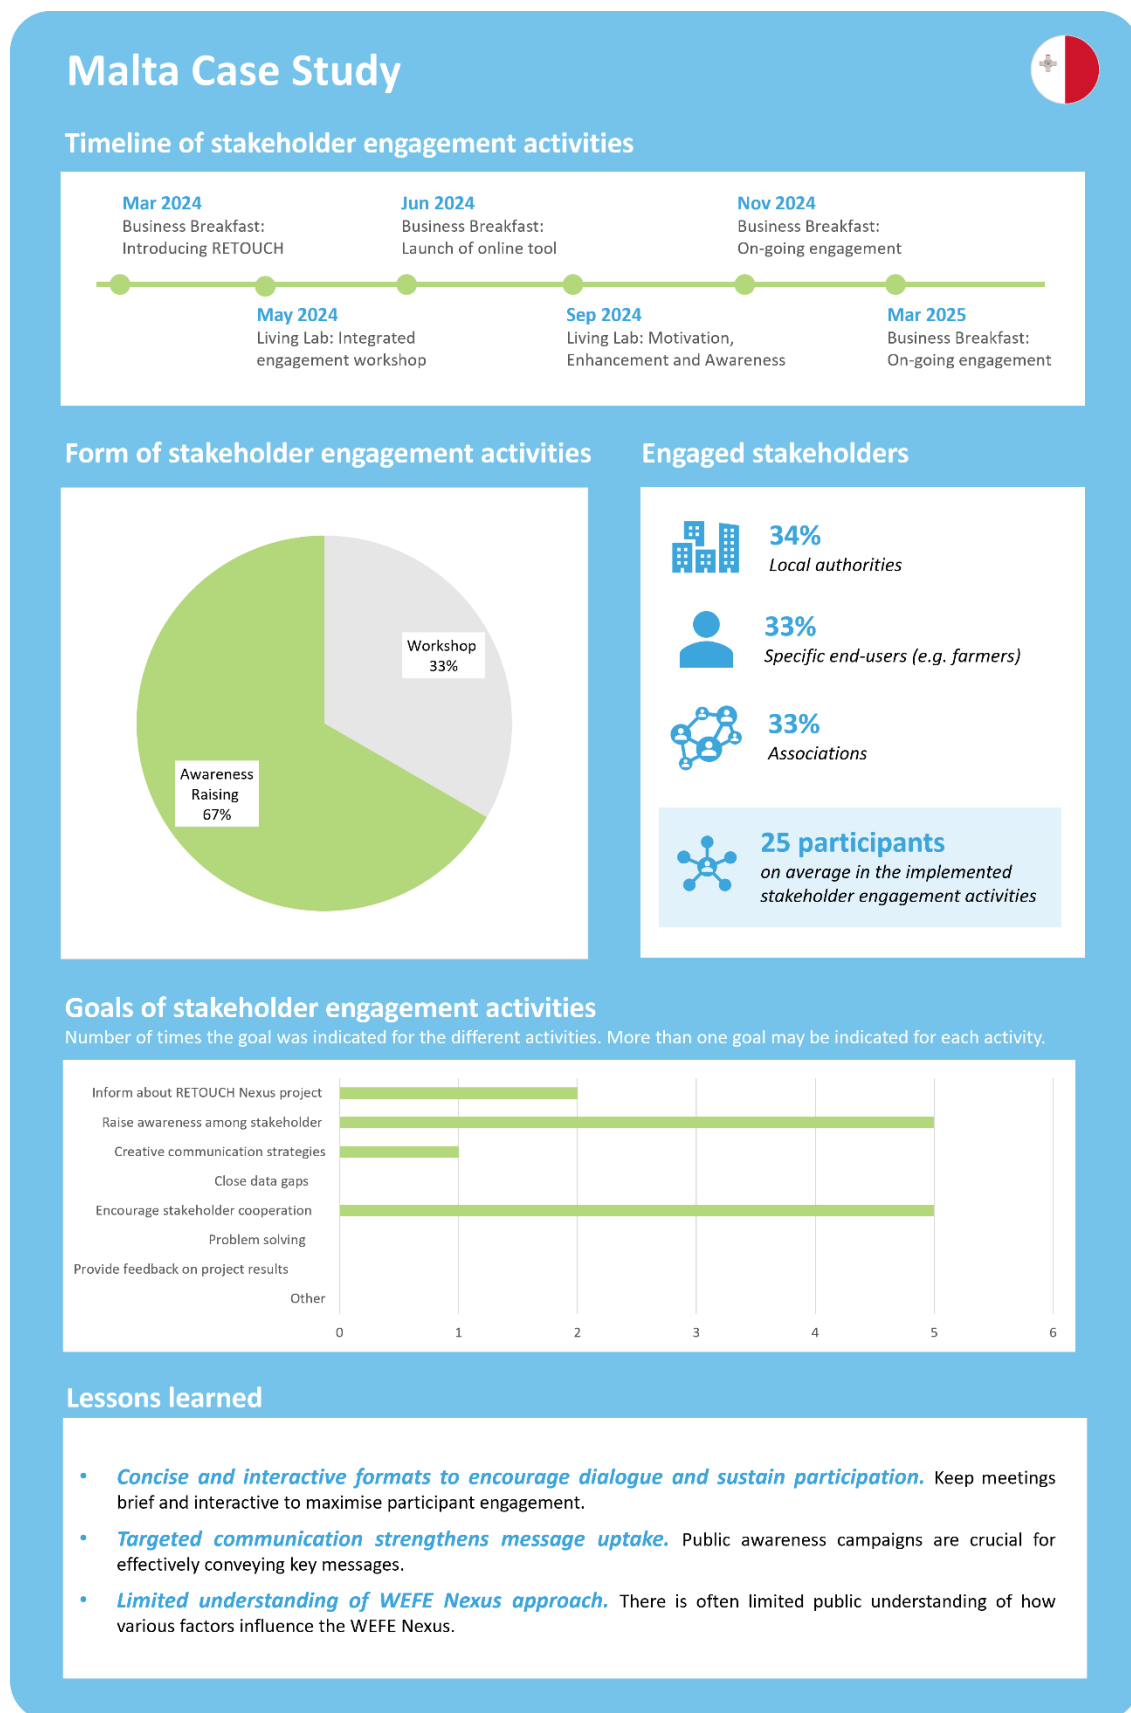 Malta Case Study
Timeline of stakeholder engagement activities
Mar 2024
Business Breakfast:
Introducing RETOUCH
Jun 2024
Business Breakfast:
Launch of online tool
Nov 2024
Business Breakfast:
On-going engagement
May 2024
Living Lab: Integrated
engagement workshop
Sep 2024
Living Lab: Motivation,
Enhancement and Awareness
Mar 2025
Business Breakfast:
On-going engagement
Form of stakeholder engagement activities
Workshop
33%
Awareness
Raising
67%
Engaged stakeholders
34%
Local authorities
33%
Specific end-users (e.g. farmers)
33%
Associations
25 participants
on average in the implemented
stakeholder engagement activities
Goals of stakeholder engagement activities
Number of times the goal was indicated for the different activities. More than one goal may be indicated for each activity.
Inform about RETOUCH Nexus project
Raise awareness among stakeholder
Creative communication strategies
Close data gaps
Encourage stakeholder cooperation
Problem solving
Provide feedback on project results
Other
0 1 2 3 4 5 6
Lessons learned
• Concise and interactive formats to encourage dialogue and sustain participation. Keep meetings
brief and interactive to maximise participant engagement.
• Targeted communication strengthens message uptake. Public awareness campaigns are crucial for
effectively conveying key messages.
• Limited understanding of WEFE Nexus approach. There is often limited public understanding of how
various factors influence the WEFE Nexus.